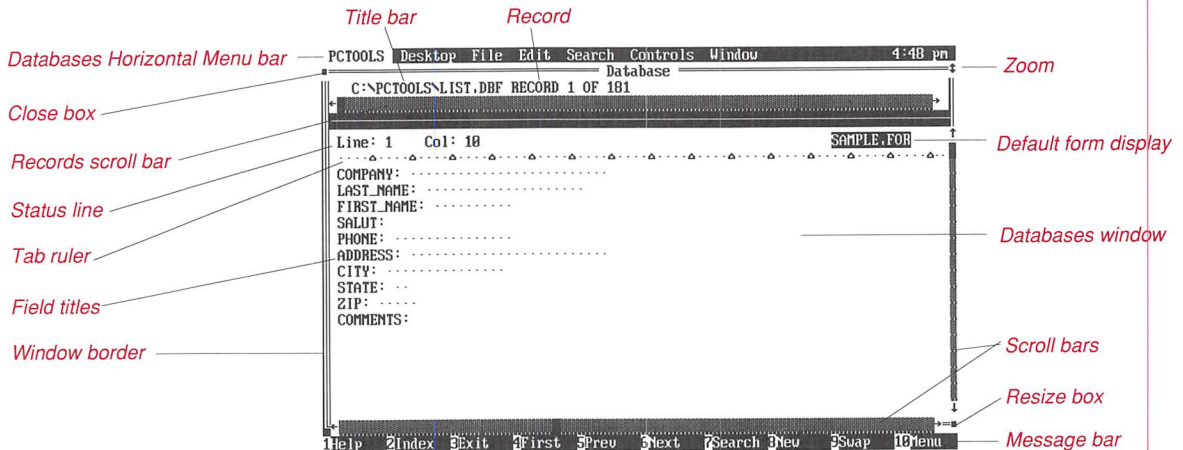 Title bar
Record
Databases Horizontal Menu bar
PCTOOLS Desktop File Edit Search Controls Window 4:48 pm
Database
Zoom
C:\PCTOOLS\LIST.DBF RECORD 1 OF 181
Close box
Line: 1 Col: 10 SAMPLE.FOR
Default form display
Records scroll bar
COMPANY:
LAST_NAME:
FIRST_NAME:
Status line
SALUT:
PHONE:
Databases window
ADDRESS:
Tab ruler
CITY:
STATE:
Field titles
ZIP:
COMMENTS:
Window border
Scroll bars
Resize box
1Help 2Index 3Exit 4First 5Prev 6Next 7Search 8New 9Swap 10Menu
Message bar